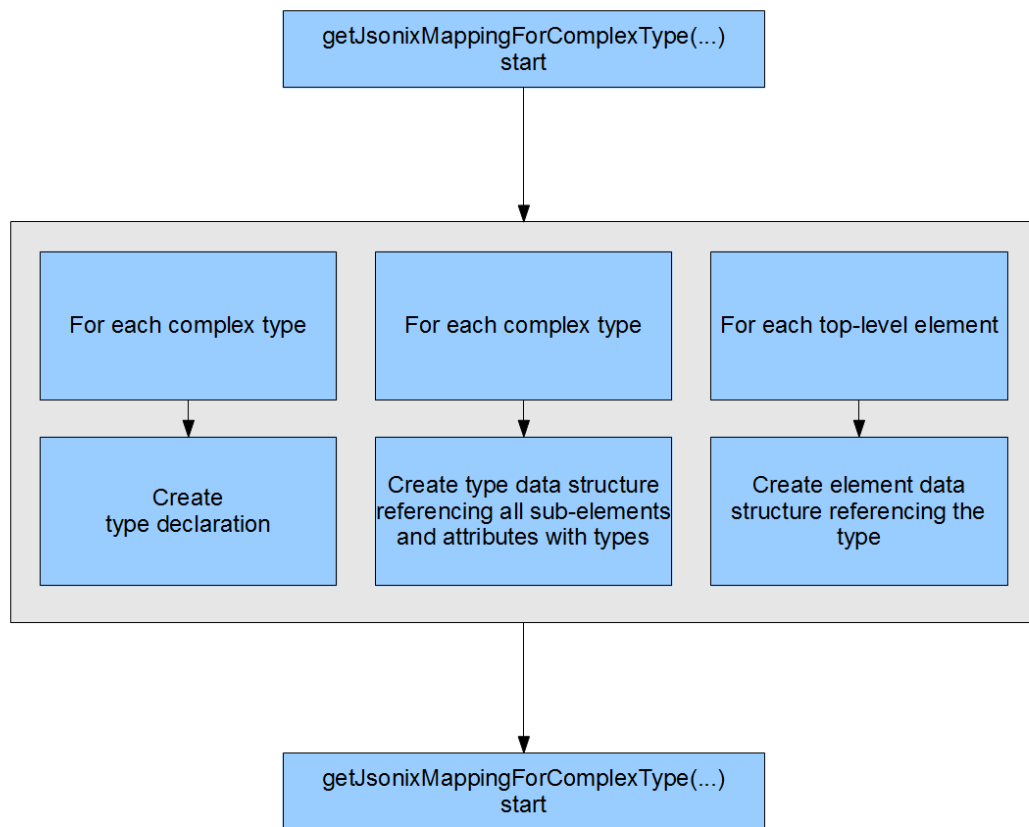 getJsonixMappingForComplexType(...)
start
For each complex type
For each complex type
For each top-level element
Create
type declaration
Create type data structure
referencing all sub-elements
and attributes with types
Create element data
structure referencing the
type
getJsonixMappingForComplexType(...)
start